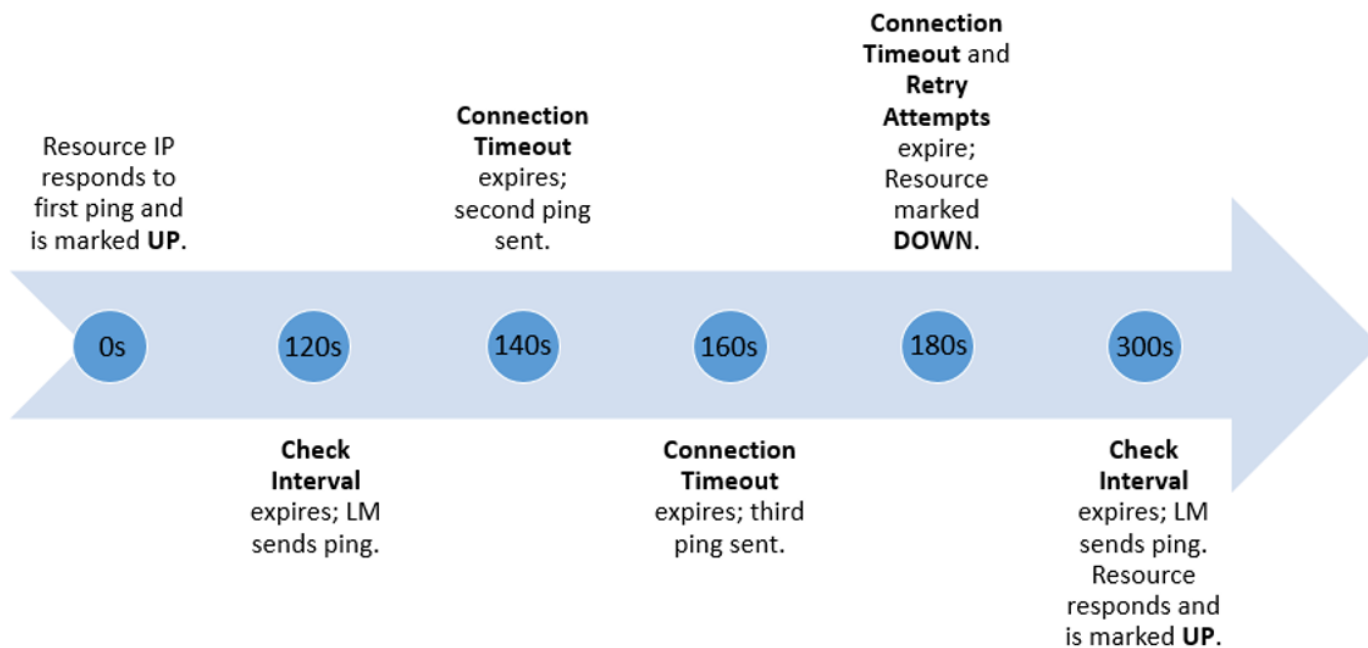 Resource IP
responds to
first ping and
is marked UP.
Connection
Timeout
expires;
second ping
sent.
Connection
Timeout and
Retry
Attempts
expire;
Resource
marked
DOWN.
0s
120s
140s
160s
180s
300s
Check
Interval
expires; LM
sends ping.
Connection
Timeout
expires; third
ping sent.
Check
Interval
expires; LM
sends ping.
Resource
responds and
is marked UP.